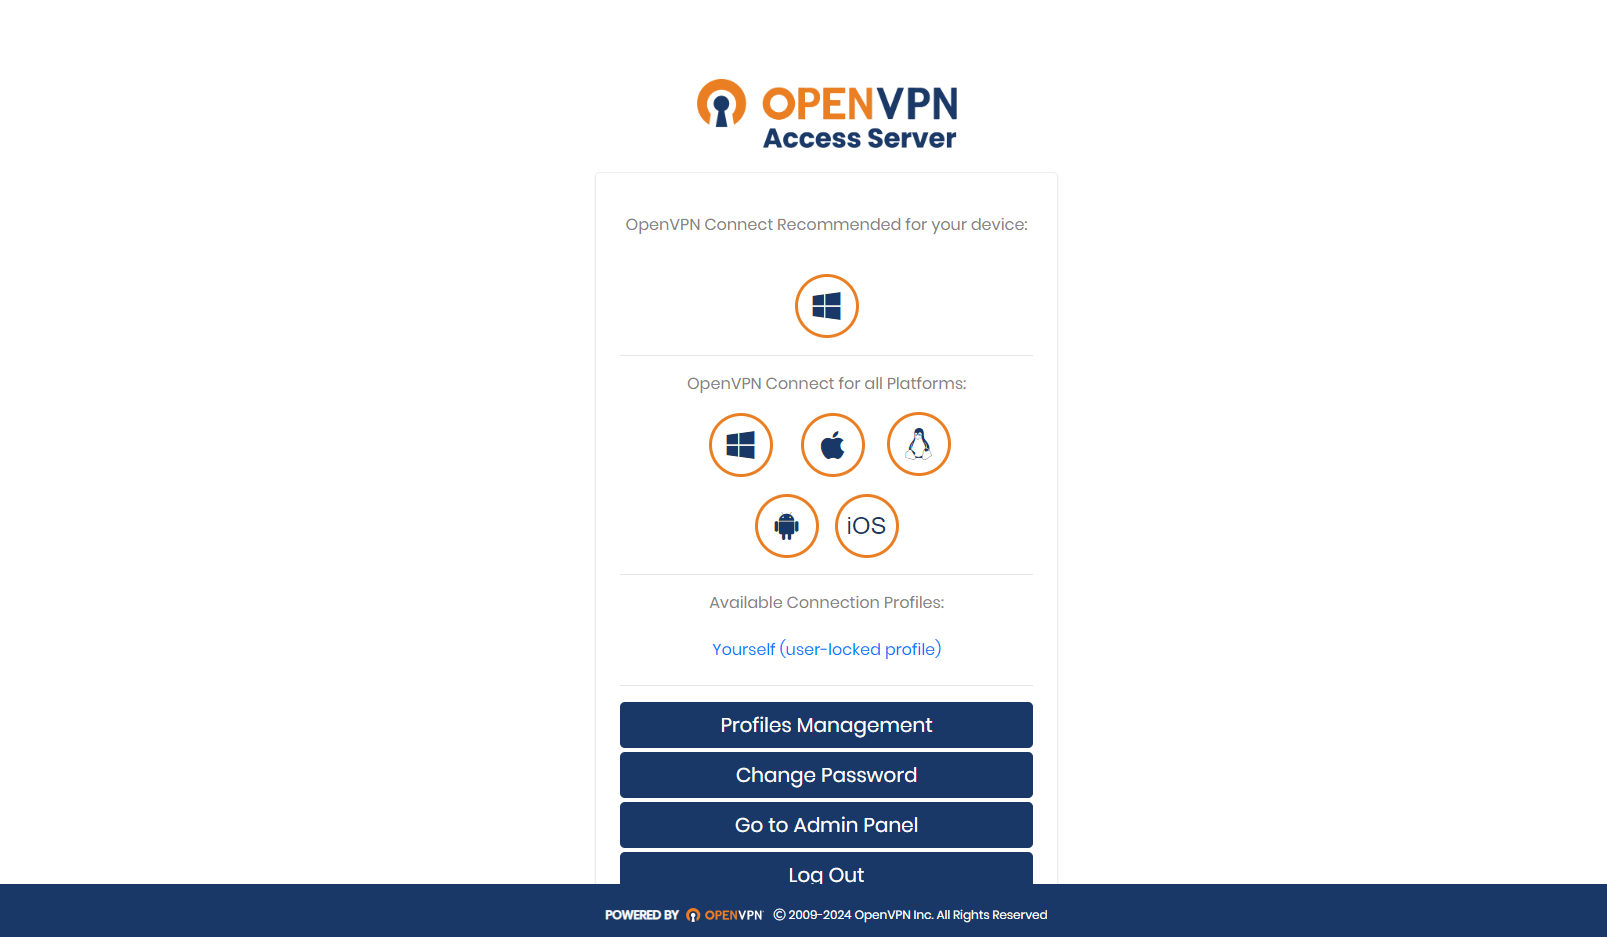 OPENVPN
Access Server
OpenVPN Connect Recommended for your device:
OpenVPN Connect for all Platforms:
iOS
Available Connection Profiles:
Yourself (user-locked profile)
Profiles Management
Change Password
Go to Admin Panel
Log Out
POWERED BY OPENVPN © 2009-2024 OpenVPN Inc. All Rights Reserved